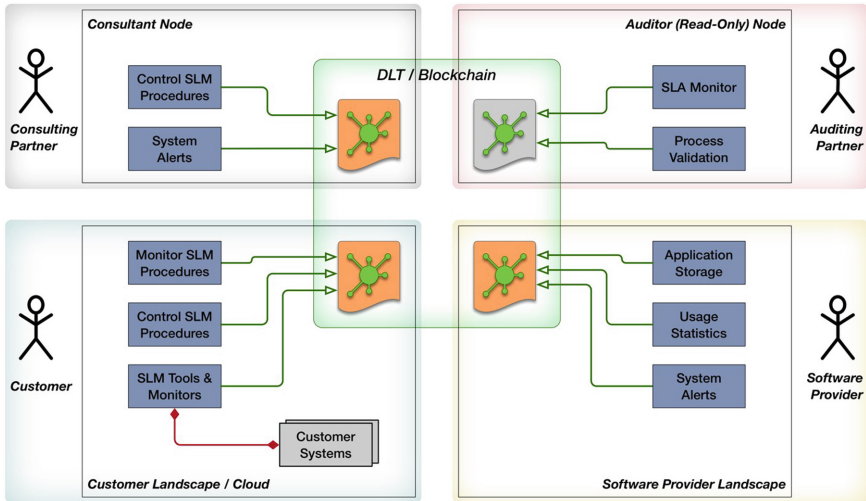 Consultant Node
Auditor (Read-Only) Node
DLT / Blockchain
Control SLM
Procedures
System
Alerts
Consulting
Partner
SLA Monitor
Process
Validation
Auditing
Partner
Monitor SLM
Procedures
Control SLM
Procedures
SLM Tools &
Monitors
Customer
Customer
Systems
Customer Landscape / Cloud
Application
Storage
Usage
Statistics
System
Alerts
Software
Provider
Software Provider Landscape